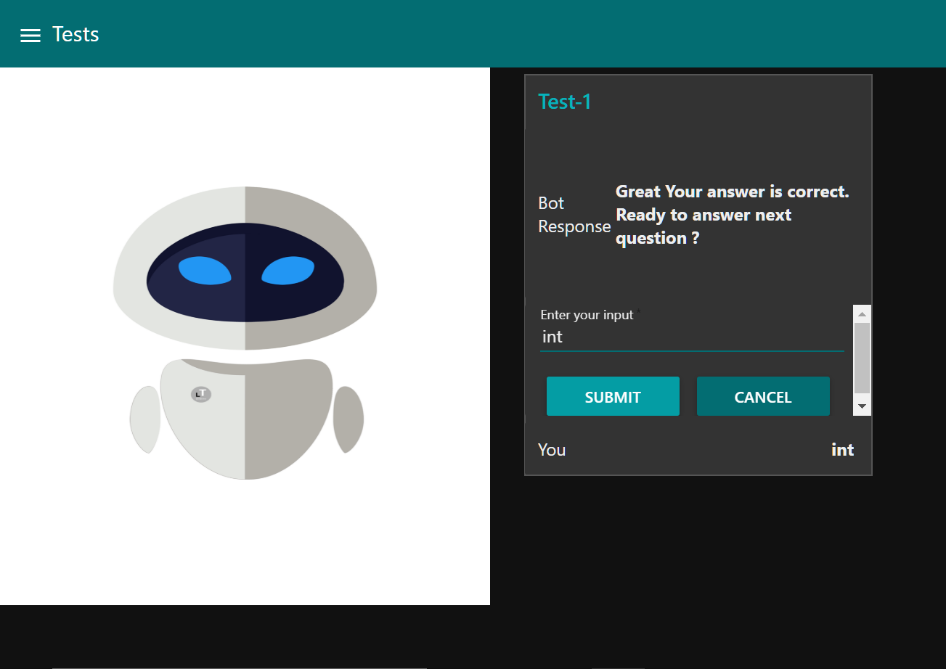 Tests
Test-1
Bot
Response
Great Your answer is correct.
Ready to answer next
question ?
Enter your input
int
SUBMIT
CANCEL
You
int